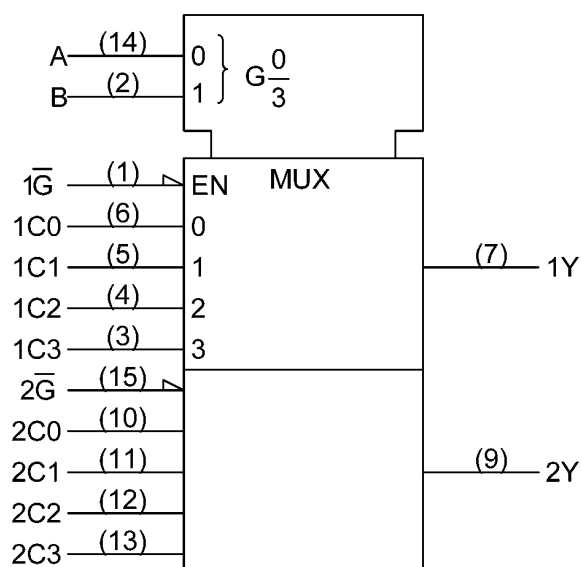 A (14) 0 G 0/3
B (2) 1
1G̅ (1) EN MUX
1C0 (6) 0
1C1 (5) 1 (7) 1Y
1C2 (4) 2
1C3 (3) 3
2G̅ (15)
2C0 (10)
2C1 (11) (9) 2Y
2C2 (12)
2C3 (13)